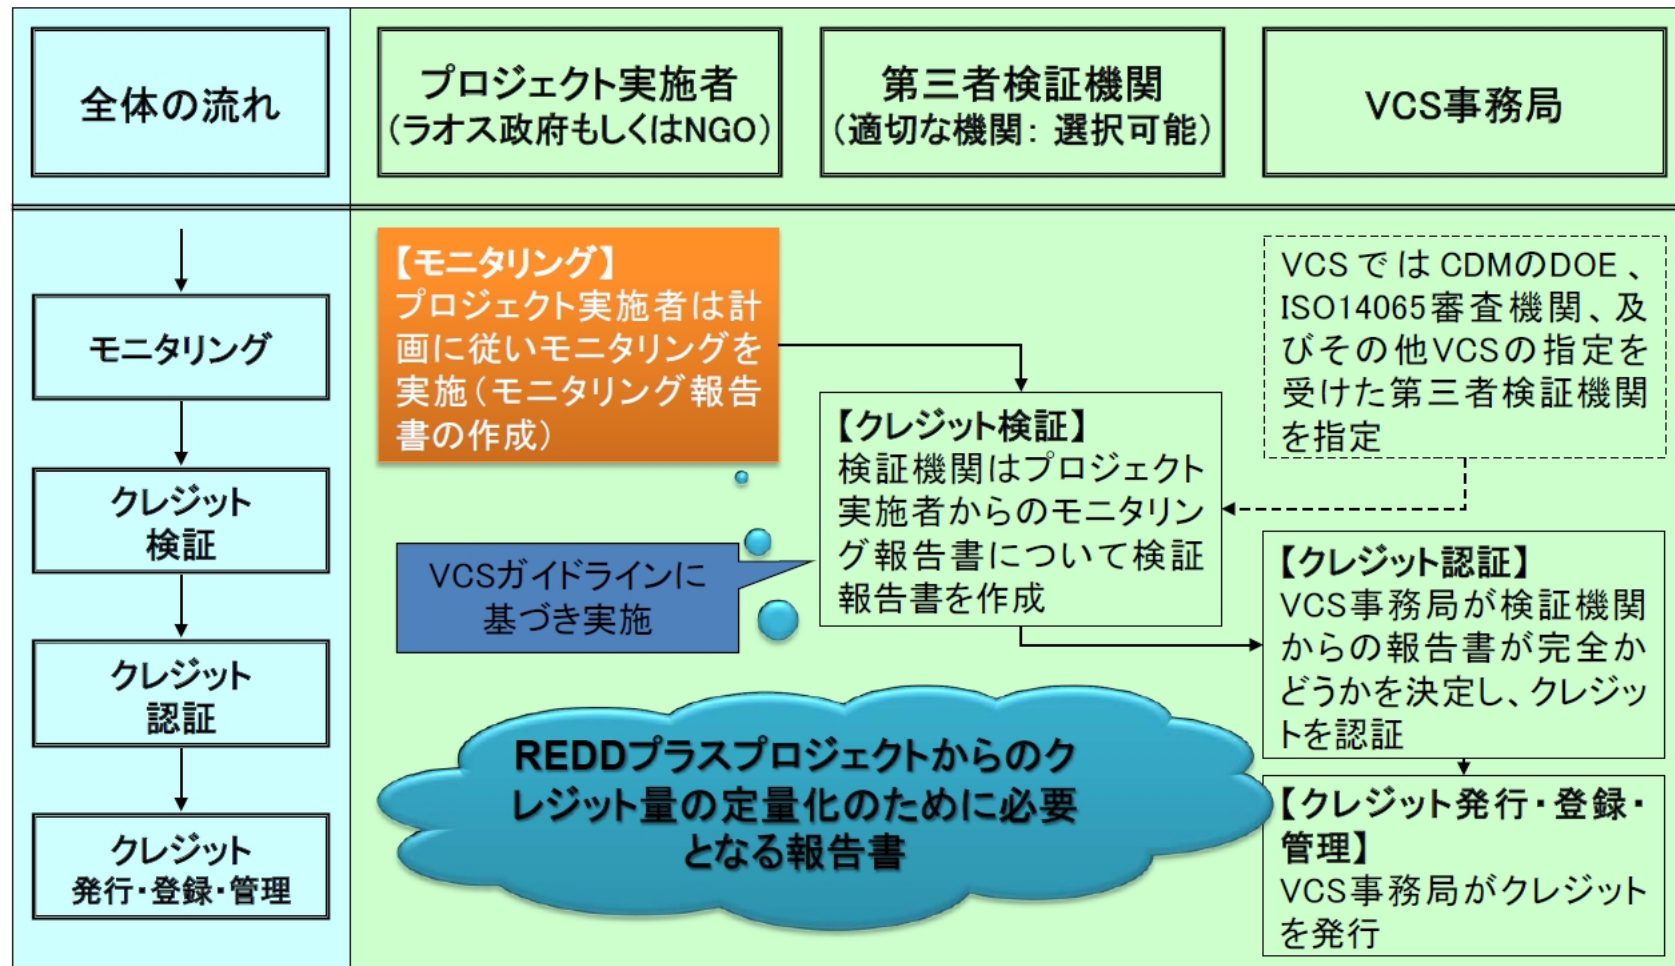 全体の流れ
プロジェクト実施者
（ラオス政府もしくはNGO）
第三者検証機関
（適切な機関： 選択可能）
VCS事務局
モニタリング
クレジット
検証
クレジット
認証
クレジット
発行・登録・管理
【モニタリング】
プロジェクト実施者は計
画に従いモニタリングを
実施（モニタリング報告
書の作成）
VCSガイドラインに
基づき実施
【クレジット検証】
検証機関はプロジェクト
実施者からのモニタリン
グ報告書について検証
報告書を作成
VCSではCDMのDOE、
ISO14065審査機関、及
びその他VCSの指定を
受けた第三者検証機関
を指定
【クレジット認証】
VCS事務局が検証機関
からの報告書が完全か
どうかを決定し、クレジッ
トを認証
【クレジット発行・登録・
管理】
VCS事務局がクレジット
を発行
REDDプラスプロジェクトからのク
レジット量の定量化のために必要
となる報告書